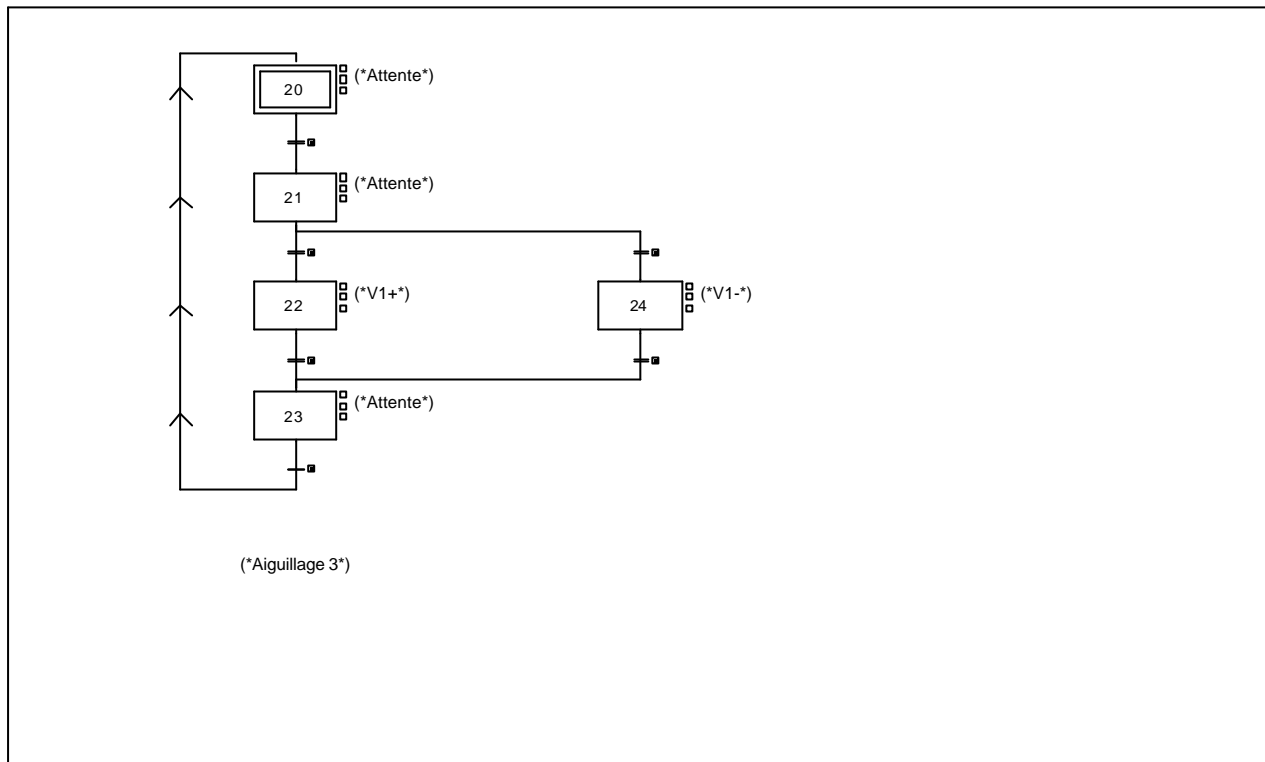 20 (*Attente*)
21 (*Attente*)
22 (*V1+*) 24 (*V1-*)
23 (*Attente*)
(*Aiguillage 3*)